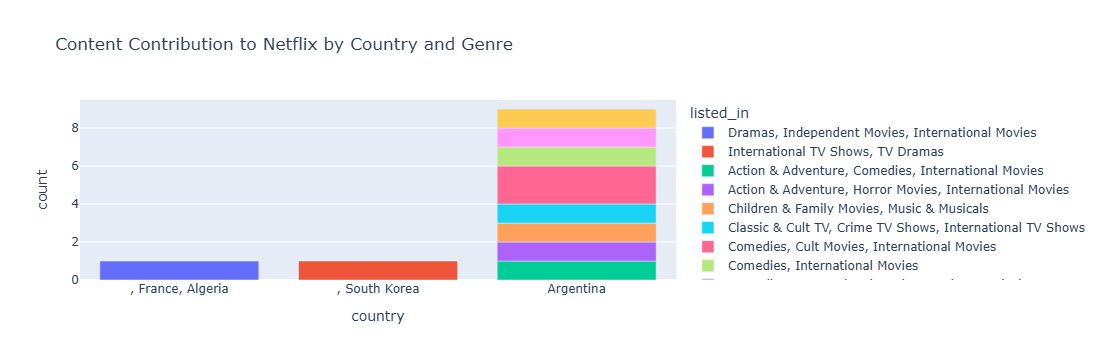 Content Contribution to Netflix by Country and Genre
listed_in
Dramas, Independent Movies, International Movies
International TV Shows, TV Dramas
Action & Adventure, Comedies, International Movies
Action & Adventure, Horror Movies, International Movies
Children & Family Movies, Music & Musicals
Classic & Cult TV, Crime TV Shows, International TV Shows
Comedies, Cult Movies, International Movies
Comedies, International Movies
count
8
6
4
2
0
, France, Algeria
, South Korea
Argentina
country